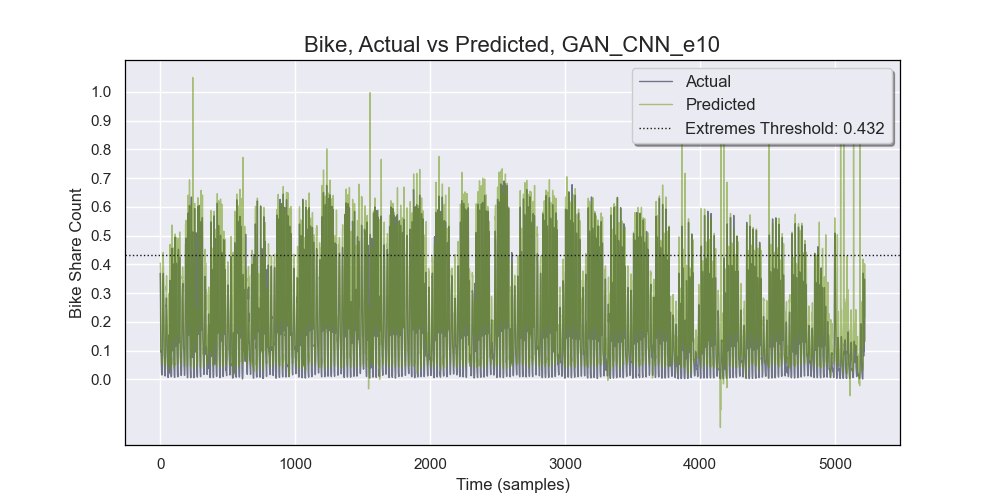 Bike, Actual vs Predicted, GAN_CNN_e10
Actual
Predicted
Extremes Threshold: 0.432
Bike Share Count
1.0
0.9
0.8
0.7
0.6
0.5
0.4
0.3
0.2
0.1
0.0
0 1000 2000 3000 4000 5000
Time (samples)